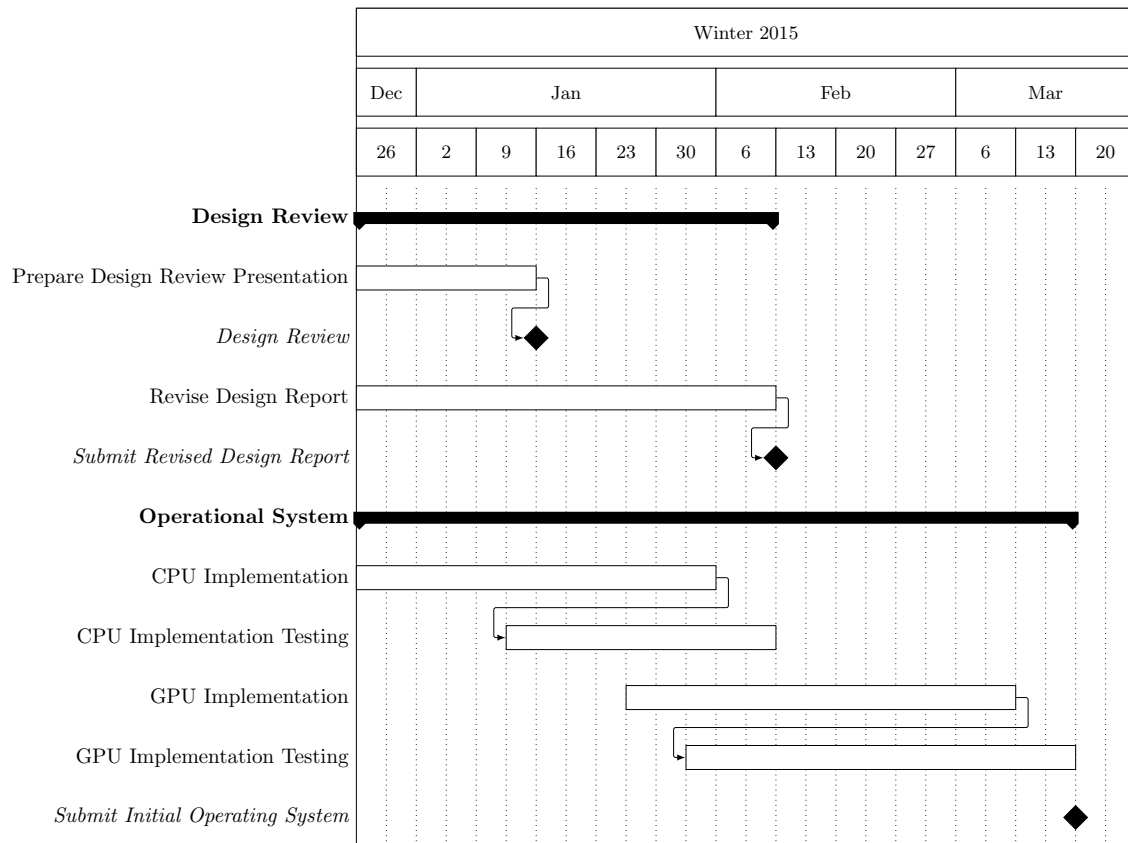 Winter 2015
Dec Jan Feb Mar
26 2 9 16 23 30 6 13 20 27 6 13 20
Design Review
Prepare Design Review Presentation
Design Review
Revise Design Report
Submit Revised Design Report
Operational System
CPU Implementation
CPU Implementation Testing
GPU Implementation
GPU Implementation Testing
Submit Initial Operating System